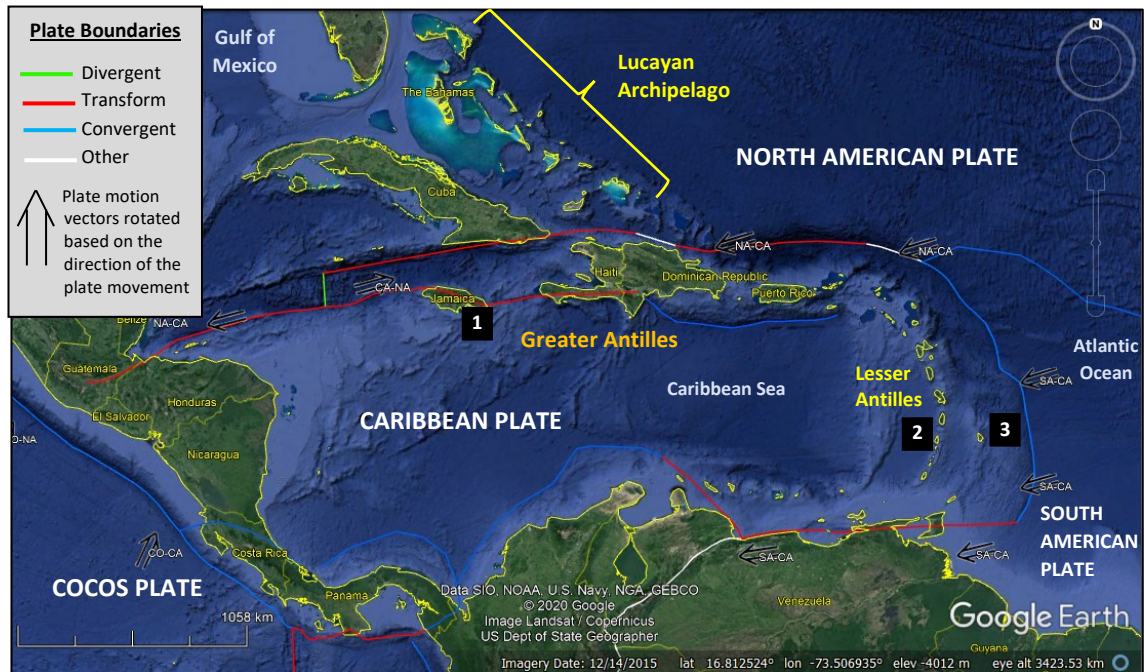 Plate Boundaries
Divergent
Transform
Convergent
Other
Plate motion
vectors rotated
based on the
direction of the
plate movement
Gulf of
Mexico
Lucayan
Archipelago
The Bahamas
N
NORTH AMERICAN PLATE
Cuba
NA-CA
NA-CA
Haiti
Dominican Republic
Puerto Rico
CA-NA
Jamaica
1
Greater Antilles
NA-CA
Belize
Guatemala
Honduras
El Salvador
Nicaragua
Caribbean Sea
Lesser
Antilles
Atlantic
Ocean
SA-CA
CARIBBEAN PLATE
2
3
O-NA
SA-CA
SOUTH
AMERICAN
PLATE
CO-CA
Costa Rica
COCOS PLATE
Panama
SA-CA
SA-CA
Venezuela
Guyana
1058 km
Data SIO, NOAA, U.S. Navy, NGA, GEBCO
© 2020 Google
Image Landsat / Copernicus
US Dept of State Geographer
Google Earth
Imagery Date: 12/14/2015 lat 16.812524° lon -73.506935° elev -4012 m eye alt 3423.53 km